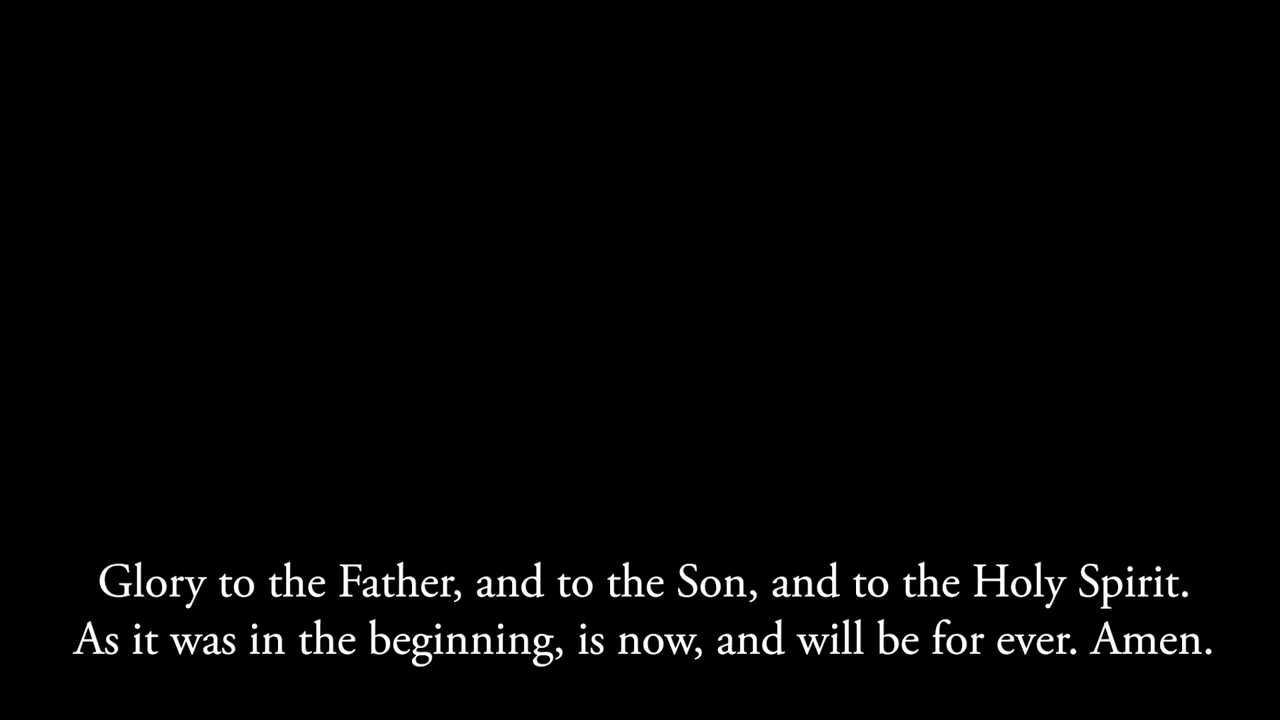 Glory to the Father, and to the Son, and to the Holy Spirit.
As it was in the beginning, is now, and will be for ever. Amen.